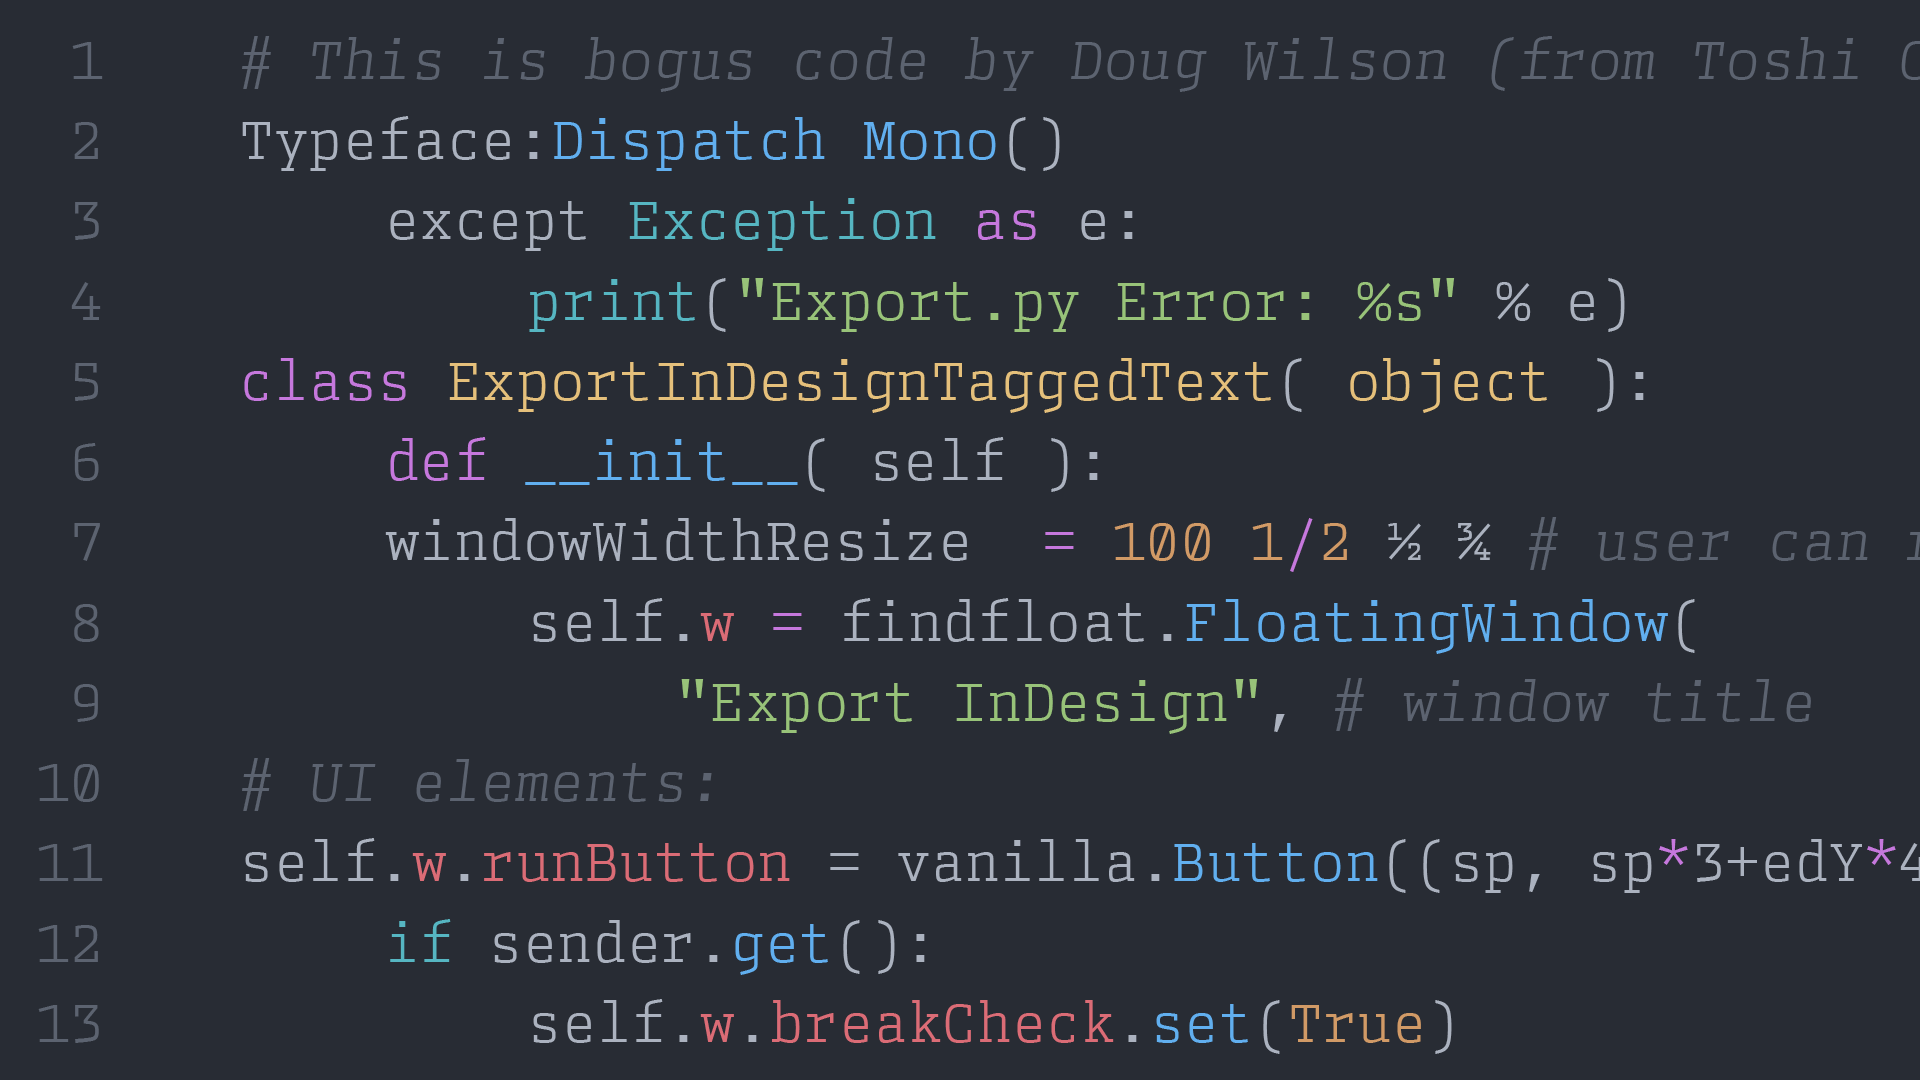 1 # This is bogus code by Doug Wilson (from Toshi
2 Typeface:Dispatch Mono()
3 except Exception as e:
4 print("Export.py Error: %s" % e)
5 class ExportInDesignTaggedText( object ):
6 def __init__( self ):
7 windowWidthResize = 100 1/2 ½ ¾ # user can
8 self.w = findfloat.FloatingWindow(
9 "Export InDesign", # window title
10 # UI elements:
11 self.w.runButton = vanilla.Button((sp, sp*3+edY*4
12 if sender.get():
13 self.w.breakCheck.set(True)